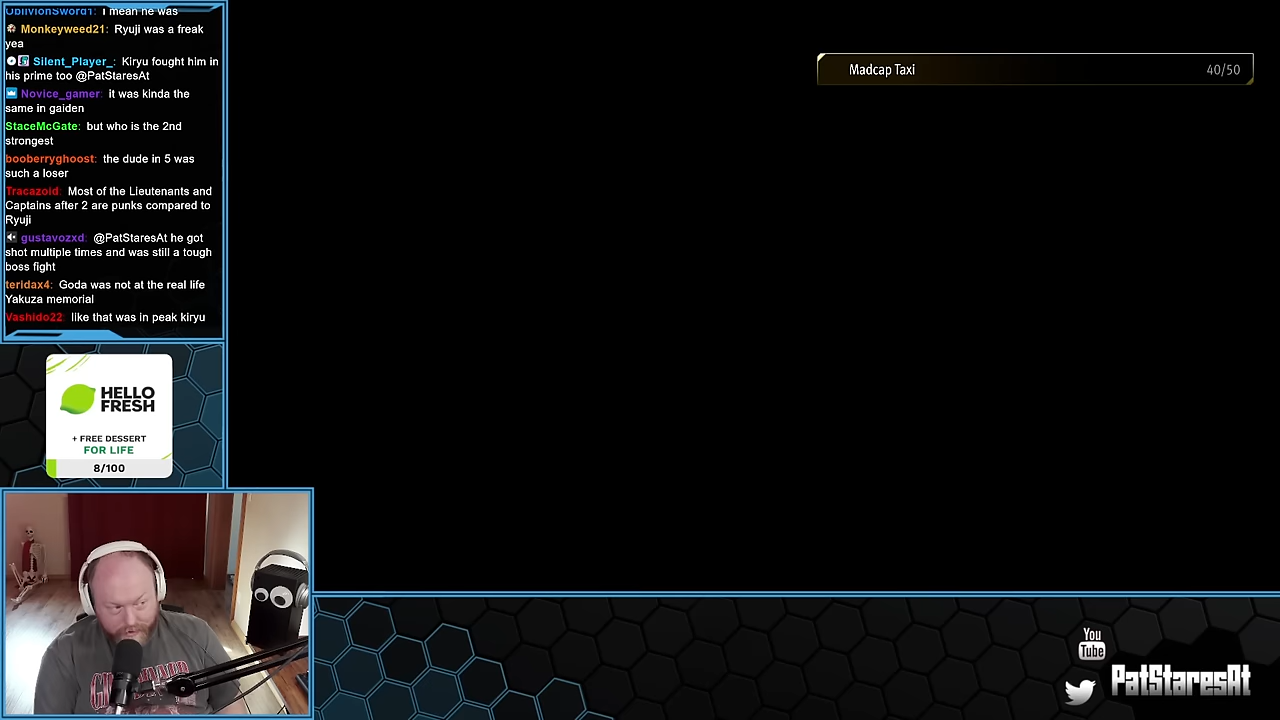 OblivionSword1: i mean he was
Monkeyweed21: Ryuji was a freak
yea
Silent_Player_: Kiryu fought him in
his prime too @PatStaresAt
Novice_gamer: it was kinda the
same in gaiden
StaceMcGate: but who is the 2nd
strongest
booberryghoost: the dude in 5 was
such a loser
Tracazoid: Most of the Lieutenants and
Captains after 2 are punks compared to
Ryuji
gustavozxd: @PatStaresAt he got
shot multiple times and was still a tough
boss fight
teridax4: Goda was not at the real life
Yakuza memorial
Vashido22: like that was in peak kiryu
Madcap Taxi 40/50
HELLO
FRESH
+ FREE DESSERT
FOR LIFE
8/100
You
Tube
PatStaresAt